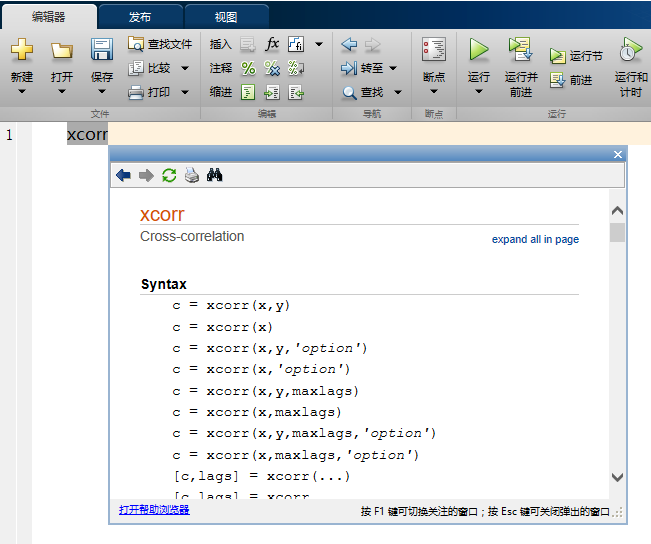 编辑器 发布 视图
新建 打开 保存 查找文件 比较 打印 插入 fx 注释 缩进 转至 查找 断点 运行 运行并前进 运行节 前进 运行和计时
文件 编辑 导航 断点 运行
1 xcorr
xcorr
Cross-correlation expand all in page
Syntax
c = xcorr(x,y)
c = xcorr(x)
c = xcorr(x,y,'option')
c = xcorr(x,'option')
c = xcorr(x,y,maxlags)
c = xcorr(x,maxlags)
c = xcorr(x,y,maxlags,'option')
c = xcorr(x,maxlags,'option')
[c,lags] = xcorr(...)
[c,lags] = xcorr
打开帮助浏览器 按 F1 键可切换关注的窗口；按 Esc 键可关闭弹出的窗口